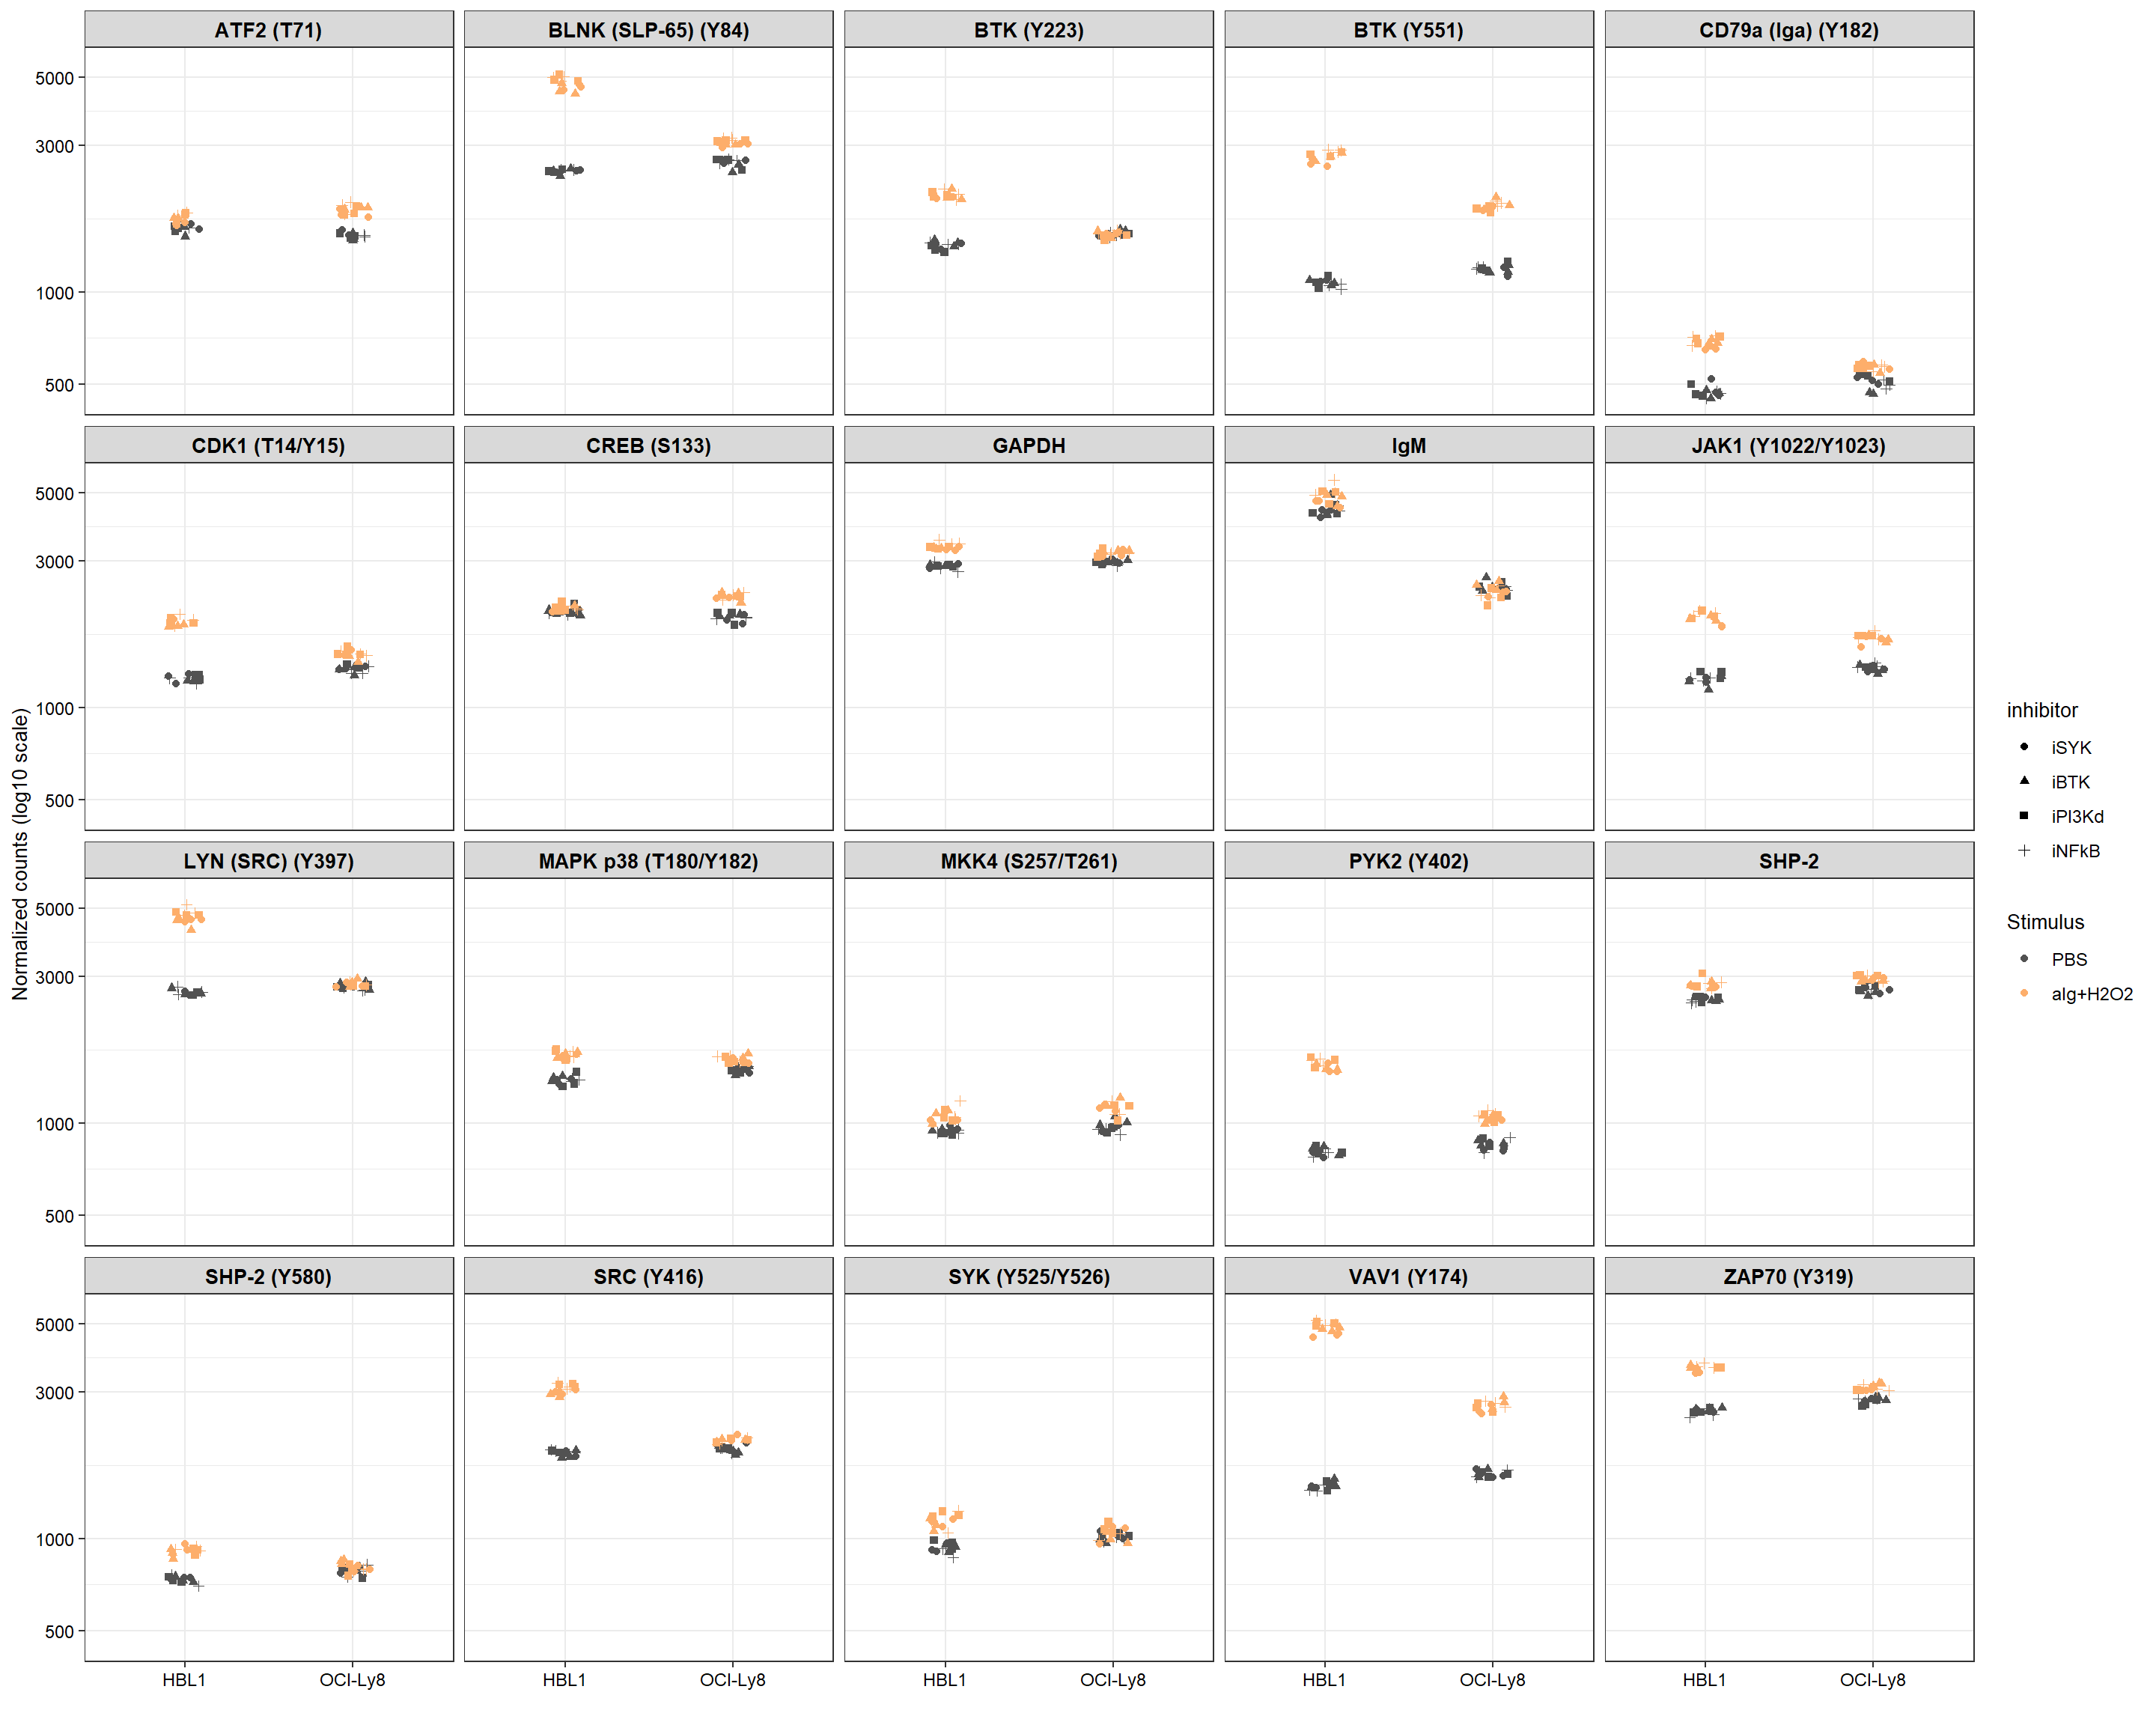 ATF2 (T71)
BLNK (SLP-65) (Y84)
BTK (Y223)
BTK (Y551)
CD79a (Iga) (Y182)
5000
3000
1000
500
CDK1 (T14/Y15)
CREB (S133)
GAPDH
IgM
JAK1 (Y1022/Y1023)
5000
3000
1000
500
Normalized counts (log10 scale)
LYN (SRC) (Y397)
MAPK p38 (T180/Y182)
MKK4 (S257/T261)
PYK2 (Y402)
SHP-2
5000
3000
1000
500
SHP-2 (Y580)
SRC (Y416)
SYK (Y525/Y526)
VAV1 (Y174)
ZAP70 (Y319)
5000
3000
1000
500
HBL1
OCI-Ly8
HBL1
OCI-Ly8
HBL1
OCI-Ly8
HBL1
OCI-Ly8
HBL1
OCI-Ly8
inhibitor
iSYK
iBTK
iPI3Kd
iNFkB
Stimulus
PBS
aIg+H2O2